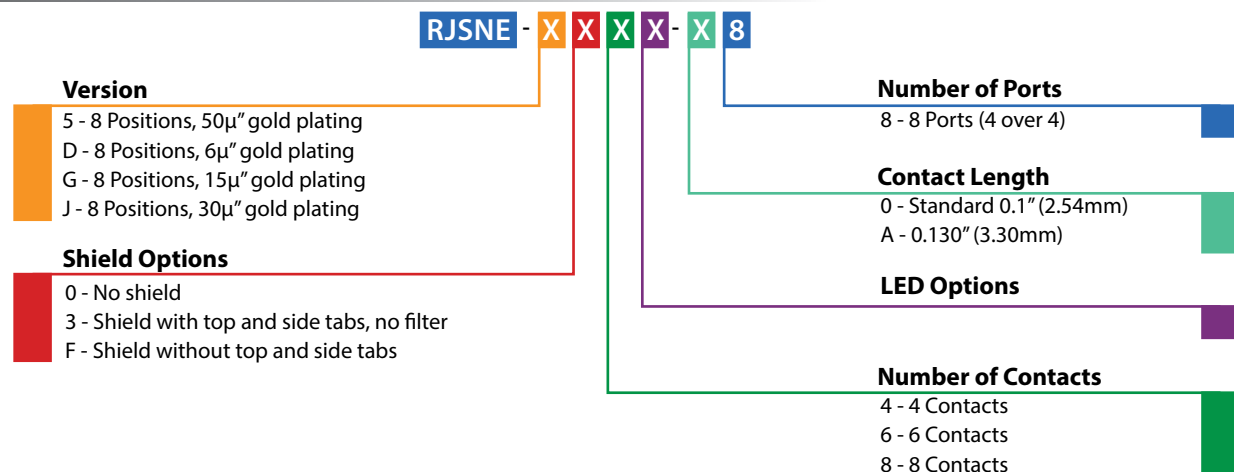 RJSNE - X X X X - X 8
Version
5 - 8 Positions, 50µ” gold plating
D - 8 Positions, 6µ” gold plating
G - 8 Positions, 15µ” gold plating
J - 8 Positions, 30µ” gold plating
Shield Options
0 - No shield
3 - Shield with top and side tabs, no filter
F - Shield without top and side tabs
Number of Ports
8 - 8 Ports (4 over 4)
Contact Length
0 - Standard 0.1” (2.54mm)
A - 0.130” (3.30mm)
LED Options
Number of Contacts
4 - 4 Contacts
6 - 6 Contacts
8 - 8 Contacts